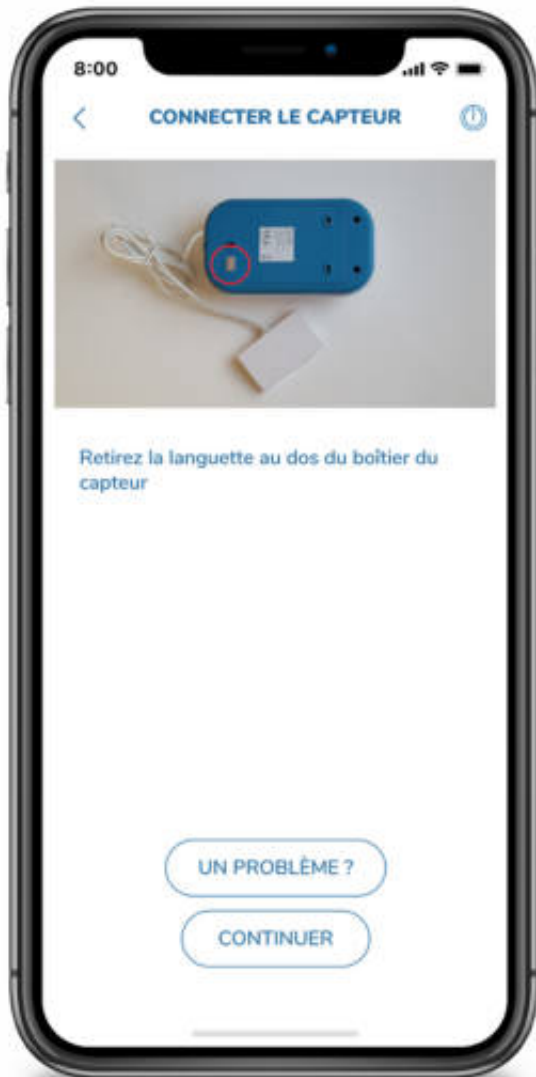 8:00
CONNECTER LE CAPTEUR
Retirez la languette au dos du boîtier du
capteur
UN PROBLÈME ?
CONTINUER